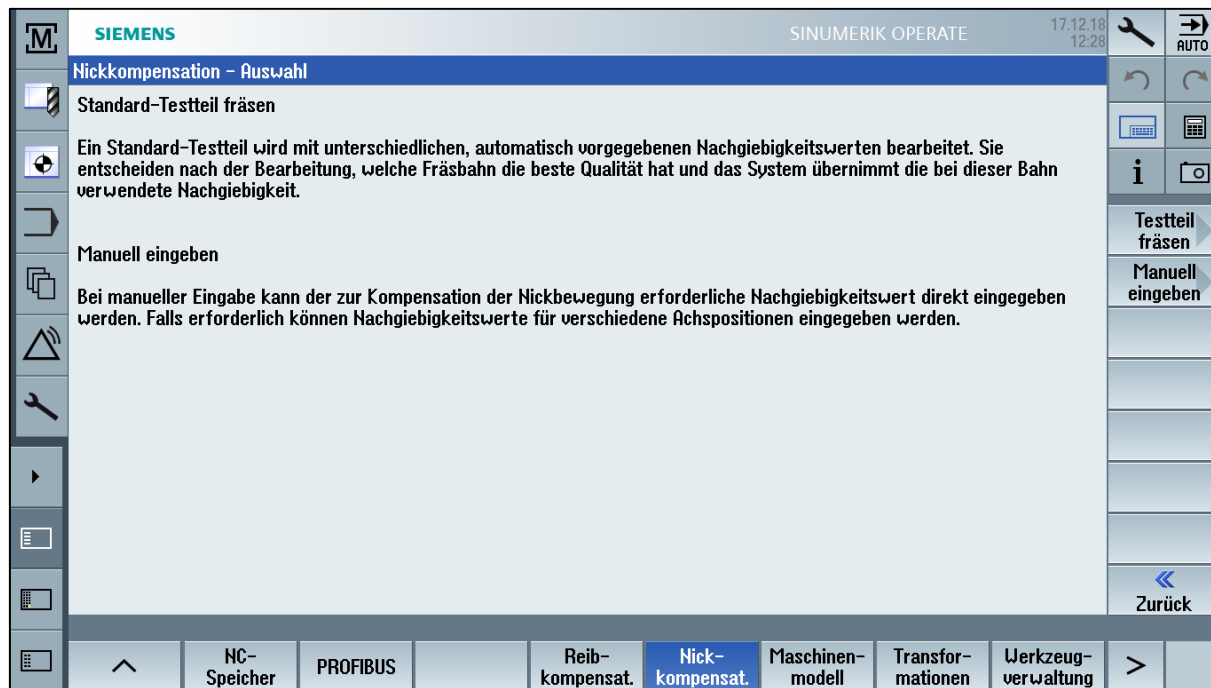 M
SIEMENS
SINUMERIK OPERATE
17.12.18
12:28
AUTO
Nickkompensation - Auswahl
Standard-Testteil fräsen
Ein Standard-Testteil wird mit unterschiedlichen, automatisch vorgegebenen Nachgiebigkeitswerten bearbeitet. Sie
entscheiden nach der Bearbeitung, welche Fräsbahn die beste Qualität hat und das System übernimmt die bei dieser Bahn
verwendete Nachgiebigkeit.
Manuell eingeben
Bei manueller Eingabe kann der zur Kompensation der Nickbewegung erforderliche Nachgiebigkeitswert direkt eingegeben
werden. Falls erforderlich können Nachgiebigkeitswerte für verschiedene Achspositionen eingegeben werden.
i
Testteil
fräsen
Manuell
eingeben
Zurück
NC-
Speicher
PROFIBUS
Reib-
kompensat.
Nick-
kompensat.
Maschinen-
modell
Transfor-
mationen
Werkzeug-
verwaltung
>